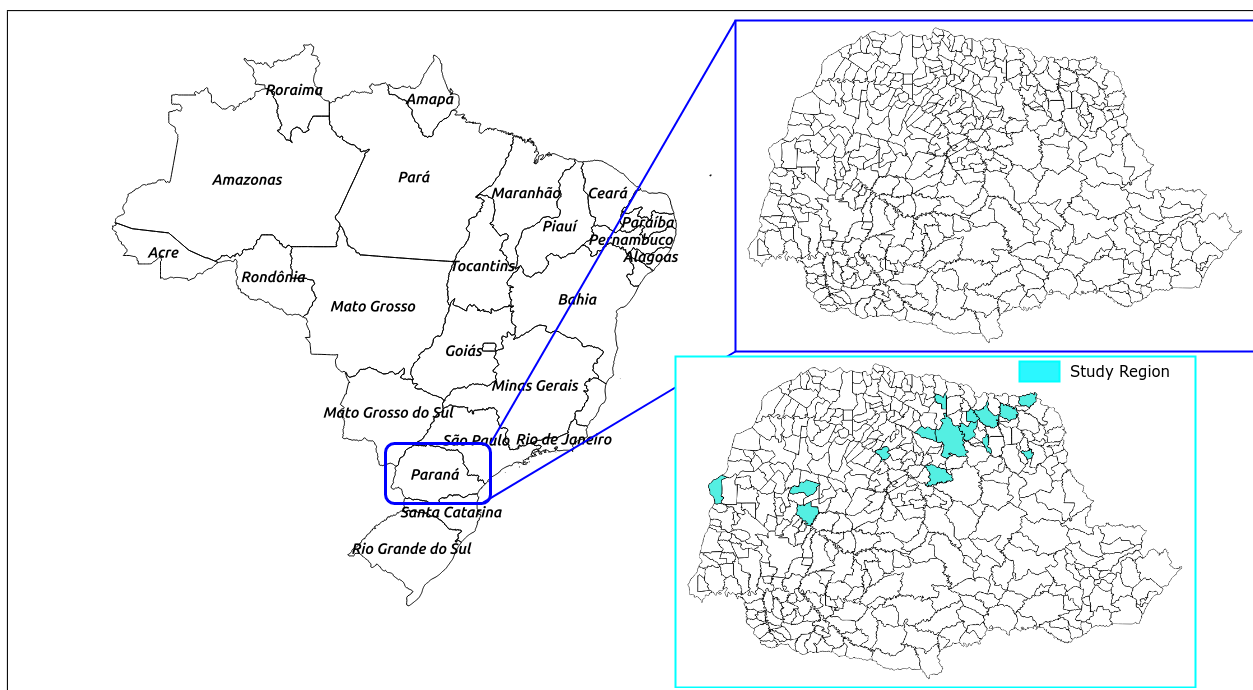 Roraima
Amapá
Amazonas
Pará
Maranhão
Ceará
Piauí
Paraíba
Pernambuco
Alagoas
Acre
Rondônia
Tocantins
Mato Grosso
Bahia
Goiás
Minas Gerais
Mato Grosso do Sul
São Paulo
Rio de Janeiro
Paraná
Santa Catarina
Rio Grande do Sul
Study Region